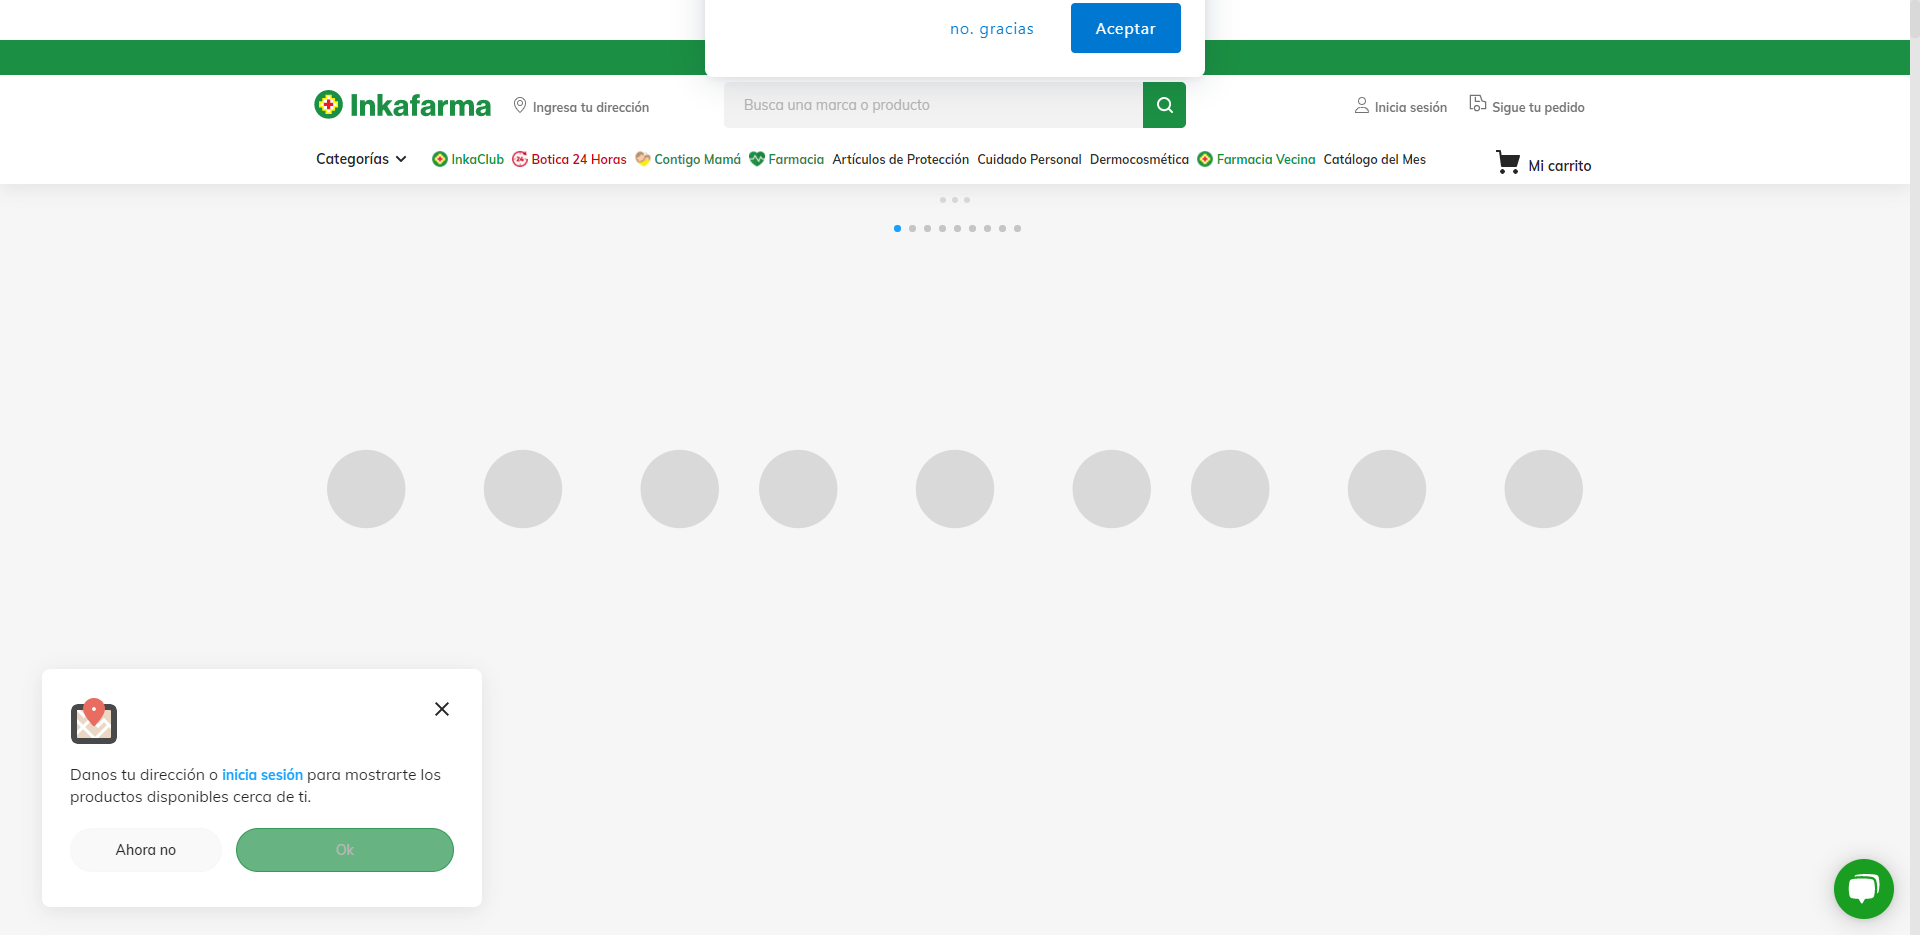 no. gracias
Aceptar
Inkafarma
Ingresa tu dirección
Busca una marca o producto
Inicia sesión
Sigue tu pedido
Categorías
InkaClub
Botica 24 Horas
Contigo Mamá
Farmacia
Artículos de Protección
Cuidado Personal
Dermocosmética
Farmacia Vecina
Catálogo del Mes
Mi carrito
Danos tu dirección o inicia sesión para mostrarte los
productos disponibles cerca de ti.
Ahora no
Ok